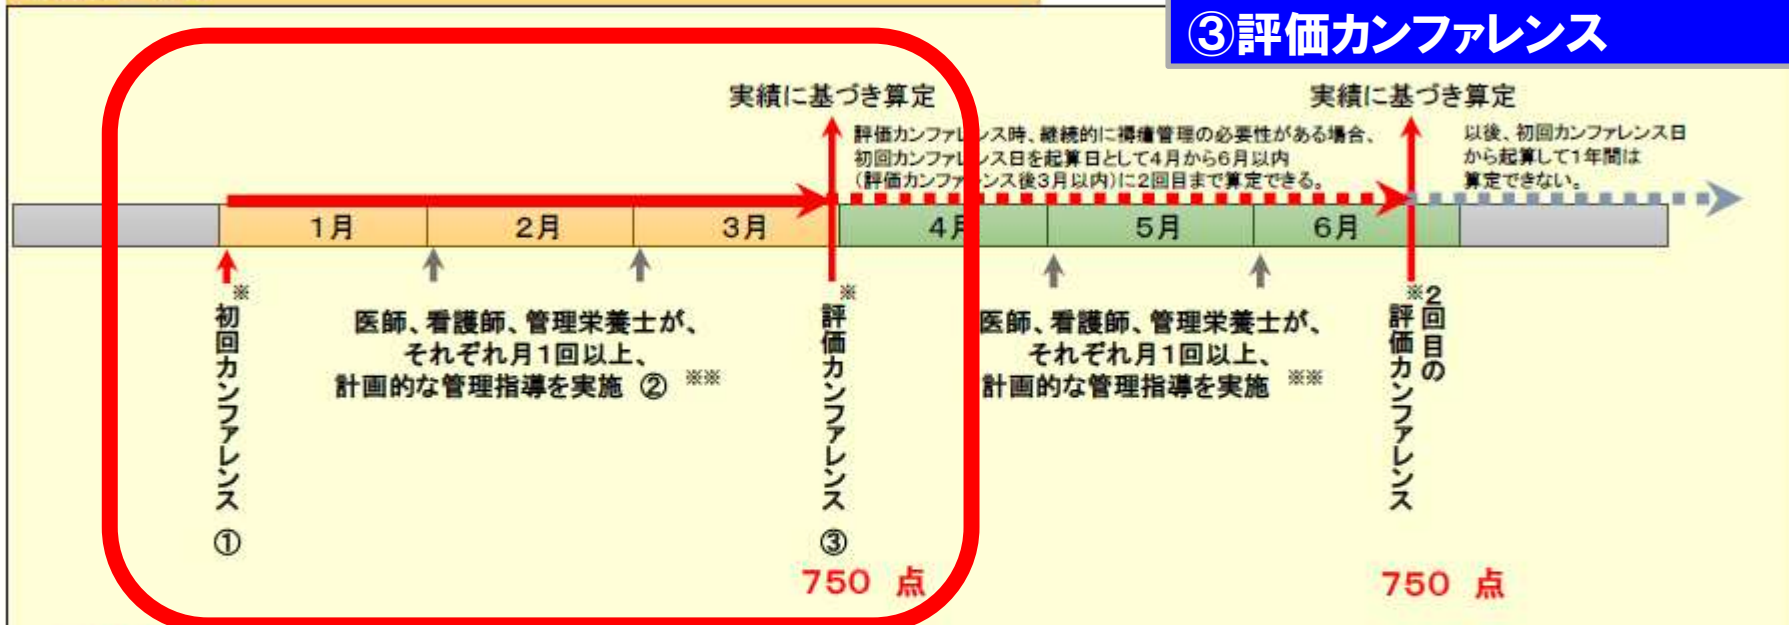 ③評価カンファレンス
実績に基づき算定
実績に基づき算定
評価カンファレンス時、継続的に褥瘡管理の必要性がある場合、
初回カンファレンス日を起算日として4月から6月以内
（評価カンファレンス後3月以内）に2回目まで算定できる。
以後、初回カンファレンス日
から起算して1年間は
算定できない。
1月
2月
3月
4月
5月
6月
※初回カンファレンス ①
医師、看護師、管理栄養士が、
それぞれ月1回以上、
計画的な管理指導を実施 ② ※※
※評価カンファレンス ③
750 点
医師、看護師、管理栄養士が、
それぞれ月1回以上、
計画的な管理指導を実施 ※※
※2回目の
評価カンファレンス
750 点